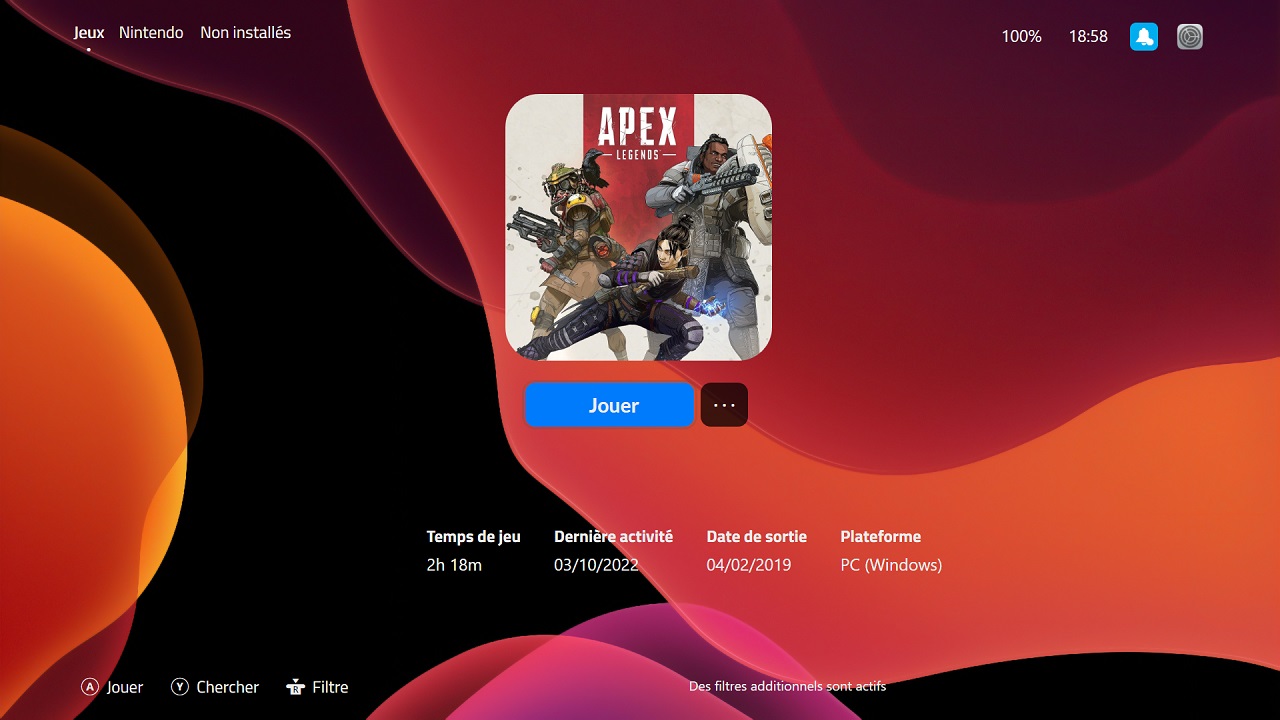 Jeux Nintendo Non installés
100% 18:58
APEX
LEGENDS
Jouer ...
Temps de jeu Dernière activité Date de sortie Plateforme
2h 18m 03/10/2022 04/02/2019 PC (Windows)
A Jouer Y Chercher R Filtre
Des filtres additionnels sont actifs